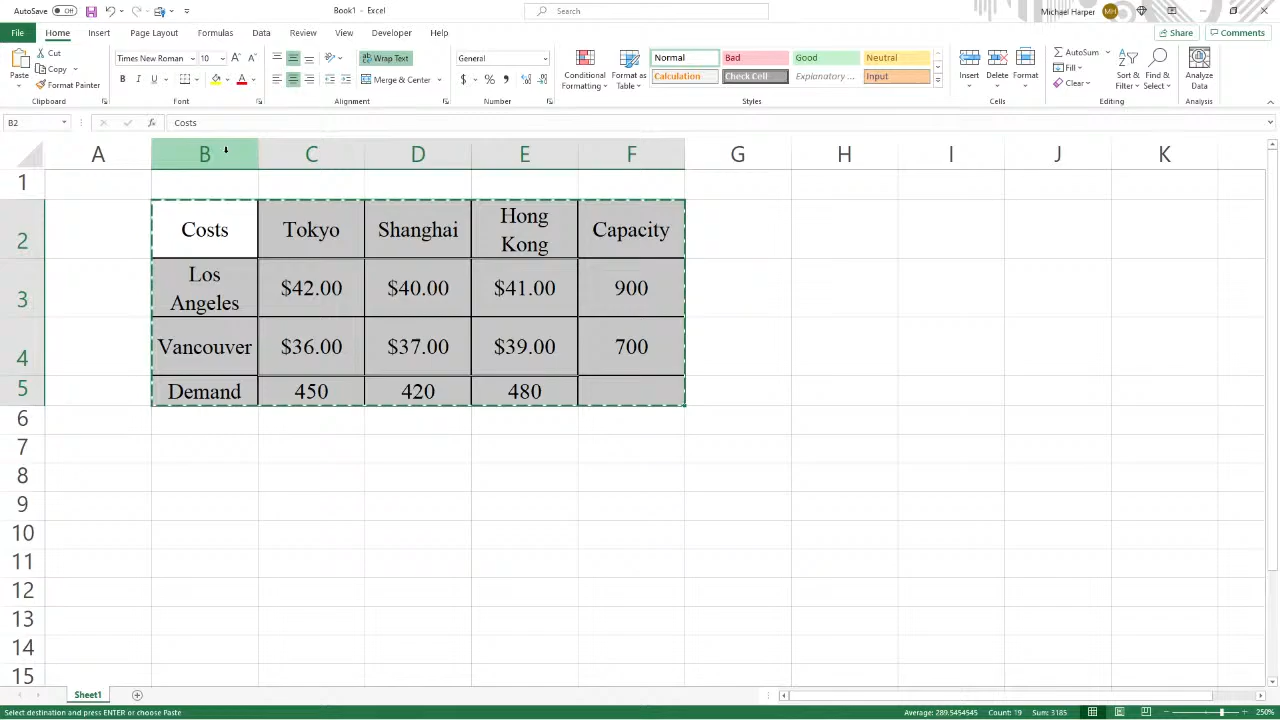 AutoSave Off Book1 - Excel Search Michael Harper MH
File Home Insert Page Layout Formulas Data Review View Developer Help Share Comments
Paste
Cut
Copy
Format Painter
Clipboard
Times New Roman 10
B I U
Font
Wrap Text
Merge & Center
Alignment
General
$ % ,
Number
Conditional Formatting
Format as Table
Normal Bad Good Neutral
Calculation Check Cell Explanatory ... Input
Styles
Insert Delete Format
Cells
AutoSum
Fill
Clear
Sort & Filter
Find & Select
Editing
Analyze Data
Analysis
B2 fx Costs
A B C D E F G H I J K
1
2 Costs Tokyo Shanghai Hong Kong Capacity
3 Los Angeles $42.00 $40.00 $41.00 900
4 Vancouver $36.00 $37.00 $39.00 700
5 Demand 450 420 480
6
7
8
9
10
11
12
13
14
15
Sheet1
Select destination and press ENTER or choose Paste Average: 289.5454545 Count: 19 Sum: 3185 250%